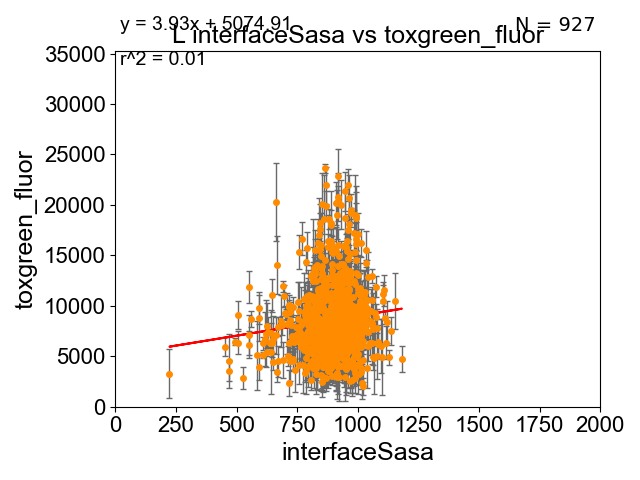 y = 3.93x + 5074.91
N = 927
L interfaceSasa vs toxgreen_fluor
r^2 = 0.01
35000
30000
25000
20000
15000
10000
5000
0
toxgreen_fluor
0 250 500 750 1000 1250 1500 1750 2000
interfaceSasa